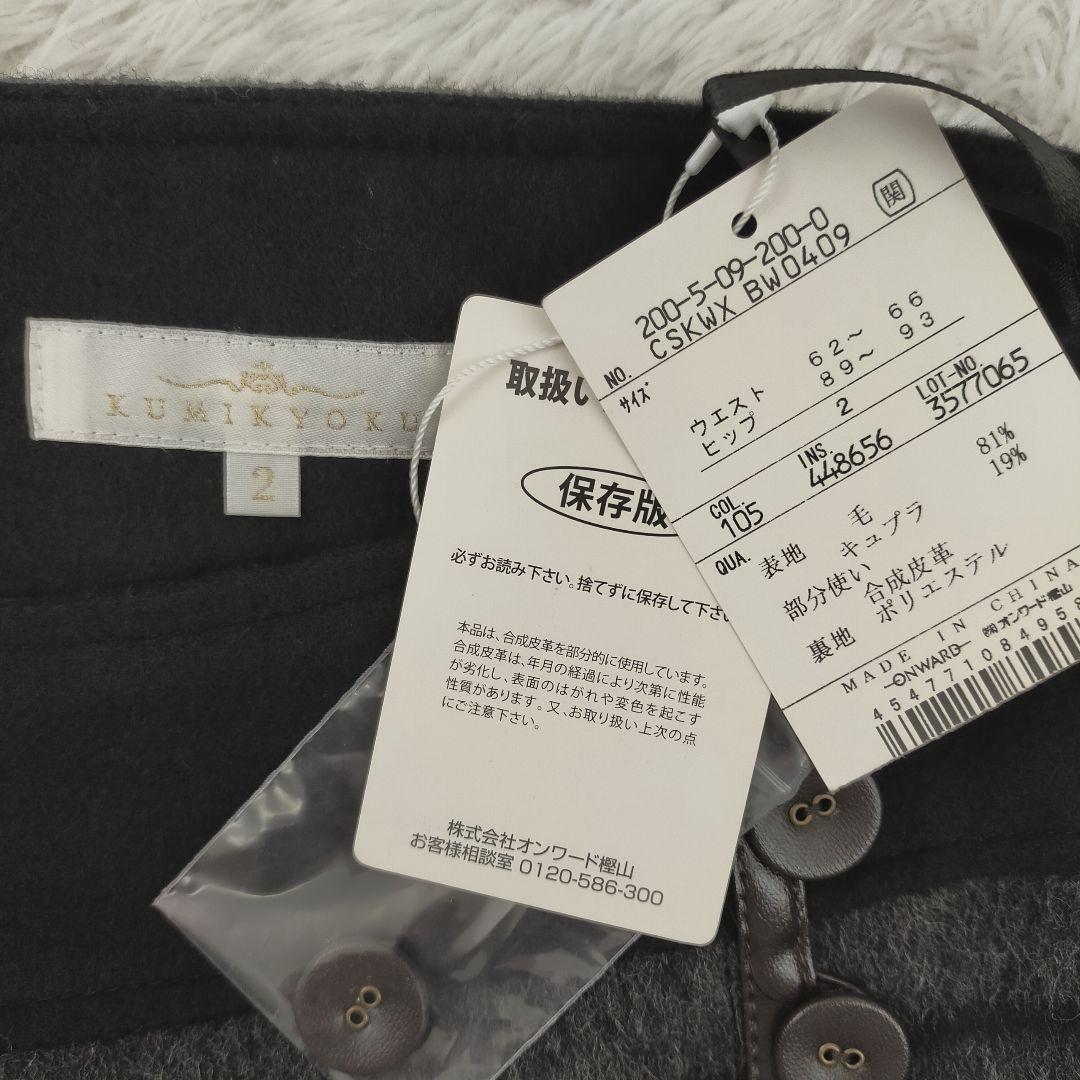 KUMIKYOKU
2
取扱い
保存版
必ずお読み下さい。捨てずに保存して下さい
本品は、合成皮革を部分的に使用しています。
合成皮革は、年月の経過により次第に性能
が劣化し、表面のはがれや変色を起こす
性質があります。又、お取り扱い上次の点
にご注意下さい。
株式会社オンワード樫山
お客様相談室 0120-586-300
関
NO. 200-5-09-200-0
CSKWX BW0409
サイズ
ウエスト 62～ 66
ヒップ 89～ 93
2
COL. INS. LOT-NO.
105 448656 3577065
QUA. 表地 毛 81%
キュプラ 19%
部分使い 合成皮革
裏地 ポリエステル
MADE IN CHINA
ONWARD ㈱オンワード樫山
454771084958